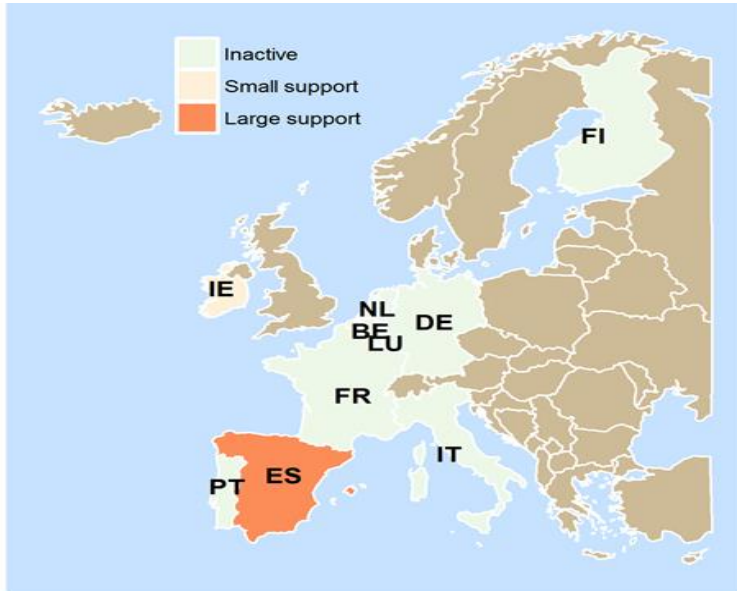 Inactive
Small support
Large support
FI
IE
NL
DE
BE
LU
FR
IT
PT
ES